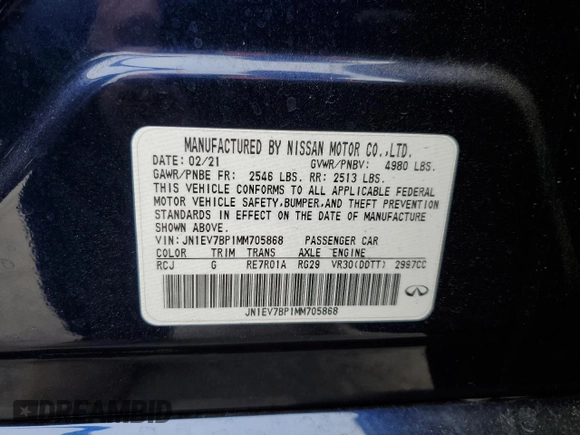 MANUFACTURED BY NISSAN MOTOR CO.,LTD.
DATE: 02/21 GVWR/PNBV: 4980 LBS.
GAWR/PNBE FR: 2546 LBS. RR: 2513 LBS.
THIS VEHICLE CONFORMS TO ALL APPLICABLE FEDERAL
MOTOR VEHICLE SAFETY,BUMPER,AND THEFT PREVENTION
STANDARDS IN EFFECT ON THE DATE OF MANUFACTURE
SHOWN ABOVE.
VIN: JN1EV7BP1MM705868 PASSENGER CAR
COLOR TRIM TRANS AXLE ENGINE
RCJ G RE7R01A RG29 VR30(DDTT) 2997CC
JN1EV7BP1MM705868
DREAMBID